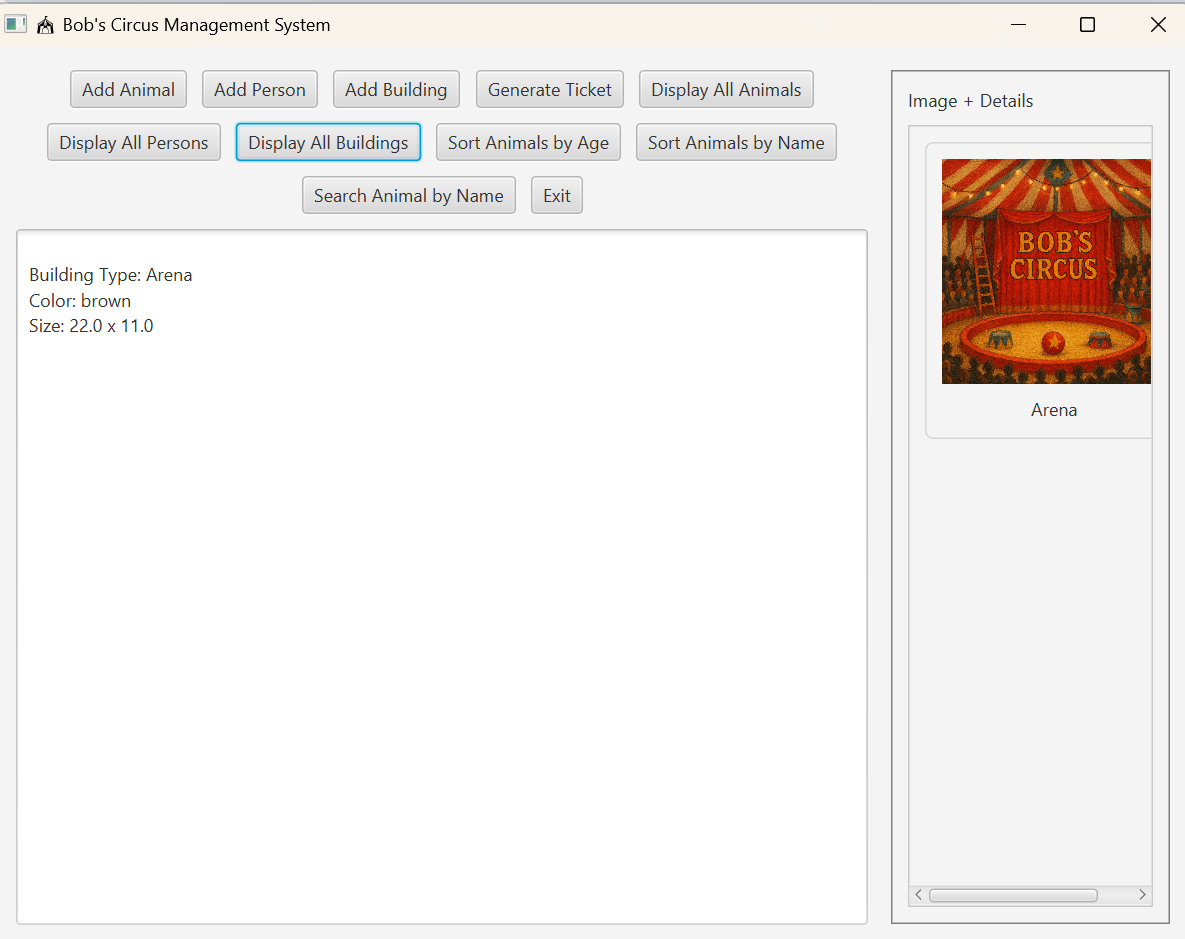 Bob's Circus Management System
Add Animal Add Person Add Building Generate Ticket Display All Animals
Display All Persons Display All Buildings Sort Animals by Age Sort Animals by Name
Search Animal by Name Exit
Building Type: Arena
Color: brown
Size: 22.0 x 11.0
Image + Details
BOB'S
CIRCUS
Arena